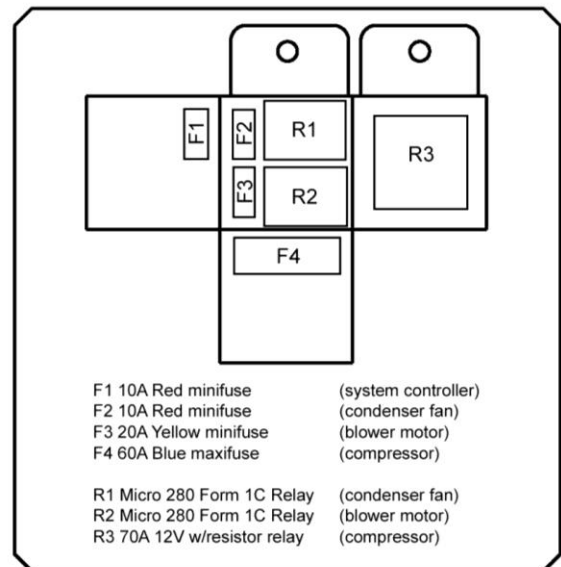 F1
F2
R1
R3
F3
R2
F4
F1 10A Red minifuse (system controller)
F2 10A Red minifuse (condenser fan)
F3 20A Yellow minifuse (blower motor)
F4 60A Blue maxifuse (compressor)
R1 Micro 280 Form 1C Relay (condenser fan)
R2 Micro 280 Form 1C Relay (blower motor)
R3 70A 12V w/resistor relay (compressor)